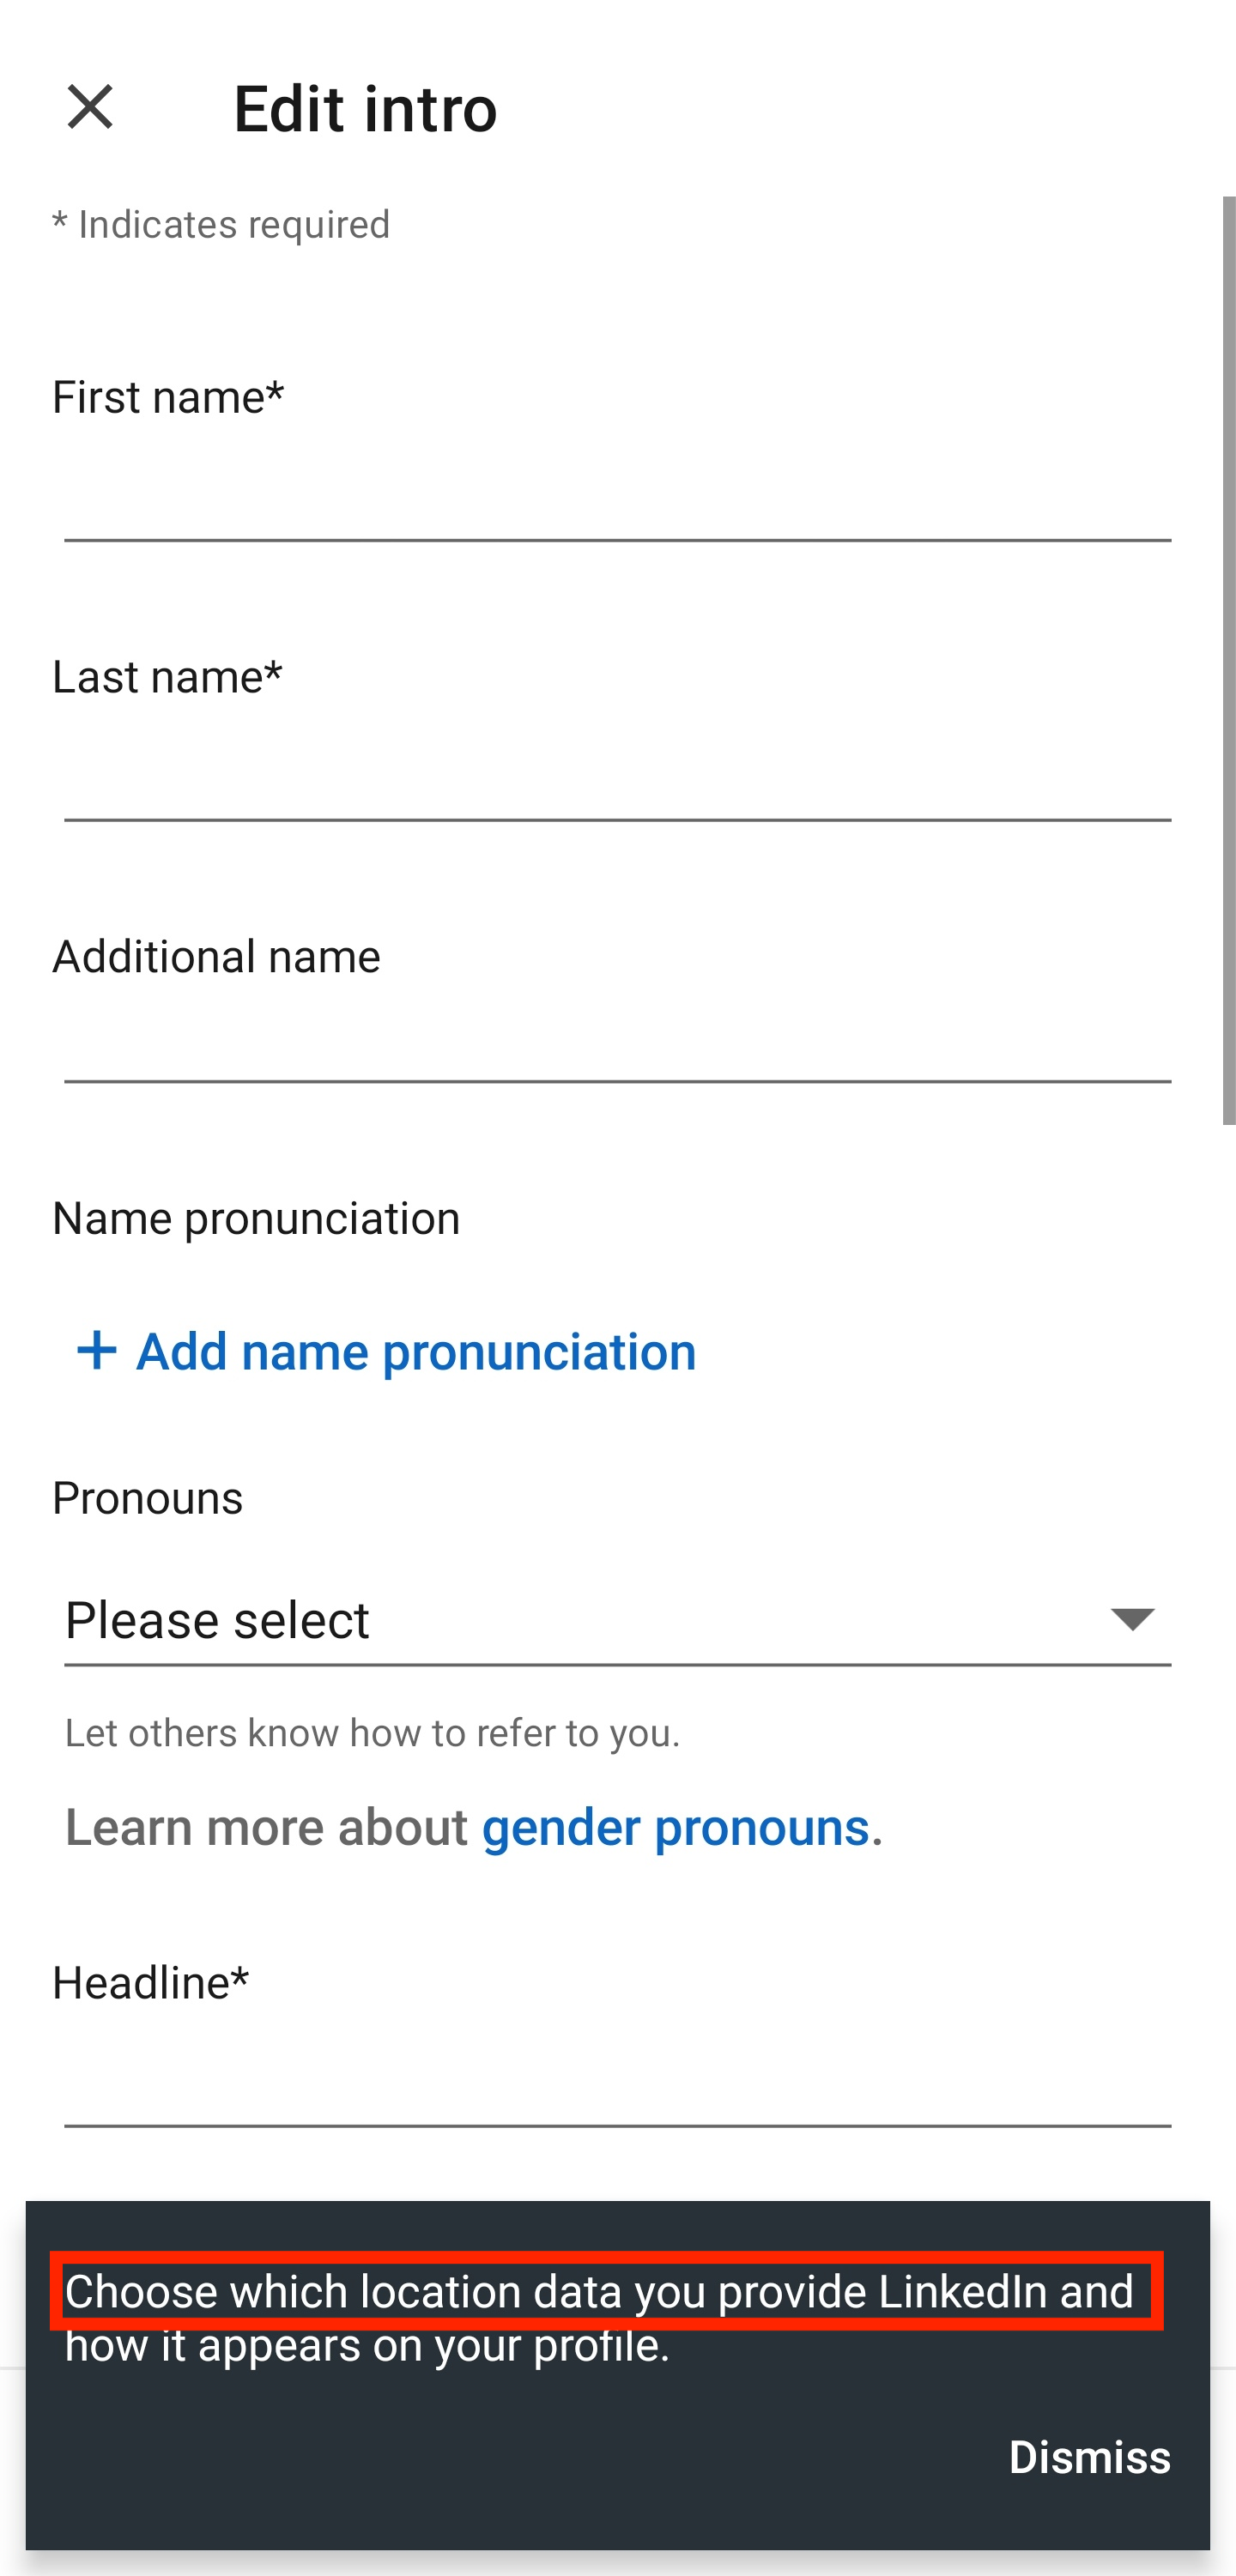 Edit intro
* Indicates required
First name*
Last name*
Additional name
Name pronunciation
+ Add name pronunciation
Pronouns
Please select
Let others know how to refer to you.
Learn more about gender pronouns.
Headline*
Choose which location data you provide LinkedIn and
how it appears on your profile.
Dismiss